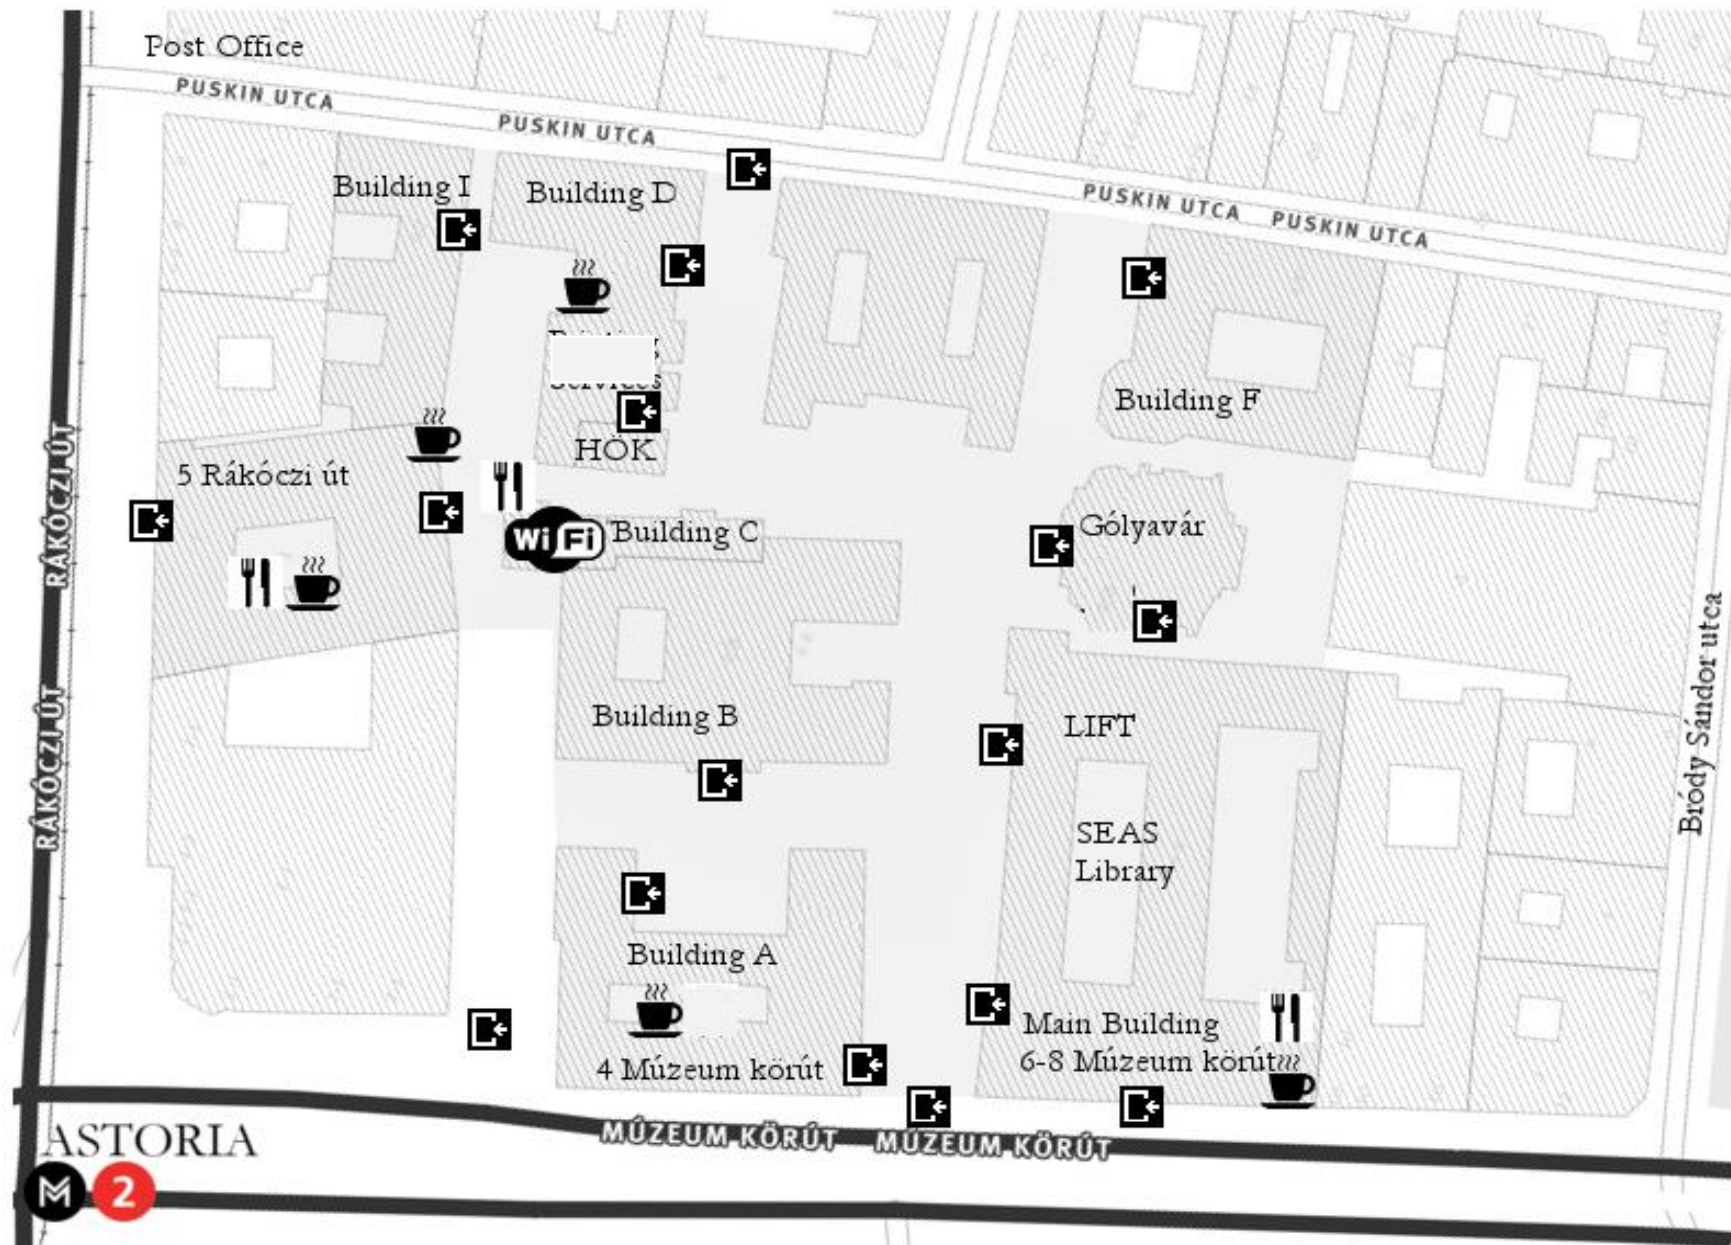 Post Office
PUSKIN UTCA
PUSKIN UTCA
PUSKIN UTCA PUSKIN UTCA
Building I
Building D
Building F
HÖK
5 Rákóczi út
RÁKÓCZI ÚT
Gólyavár
Wi Fi Building C
Bródy Sándor utca
Building B
LIFT
RÁKÓCZI ÚT
SEAS
Library
Building A
Main Building
6-8 Múzeum körút
4 Múzeum körút
MÚZEUM KÖRÚT MÚZEUM KÖRÚT
ASTORIA
M 2